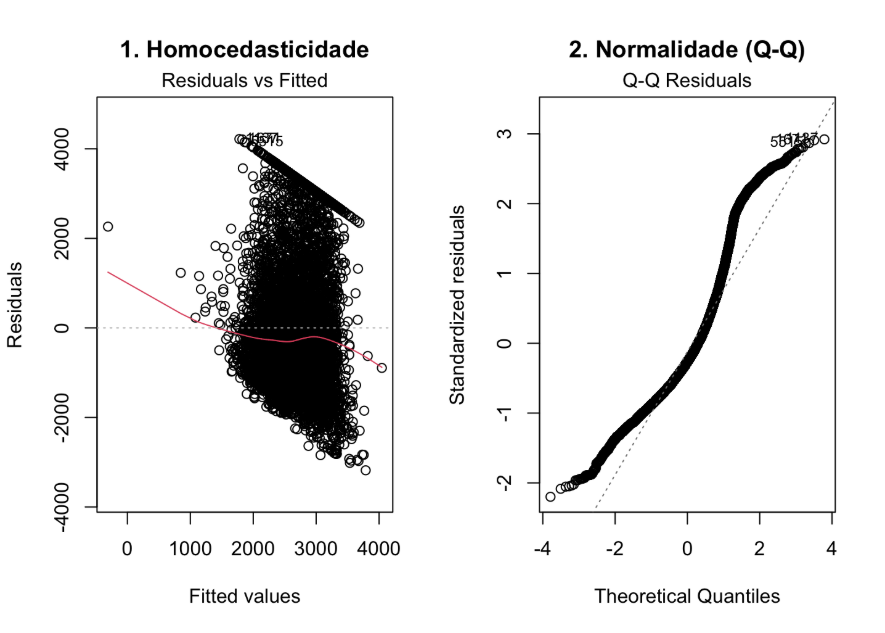 1. Homocedasticidade
Residuals vs Fitted
Residuals
4000
2000
0
-2000
-4000
0 1000 2000 3000 4000
Fitted values
2. Normalidade (Q-Q)
Q-Q Residuals
Standardized residuals
3
2
1
0
-1
-2
-4 -2 0 2 4
Theoretical Quantiles